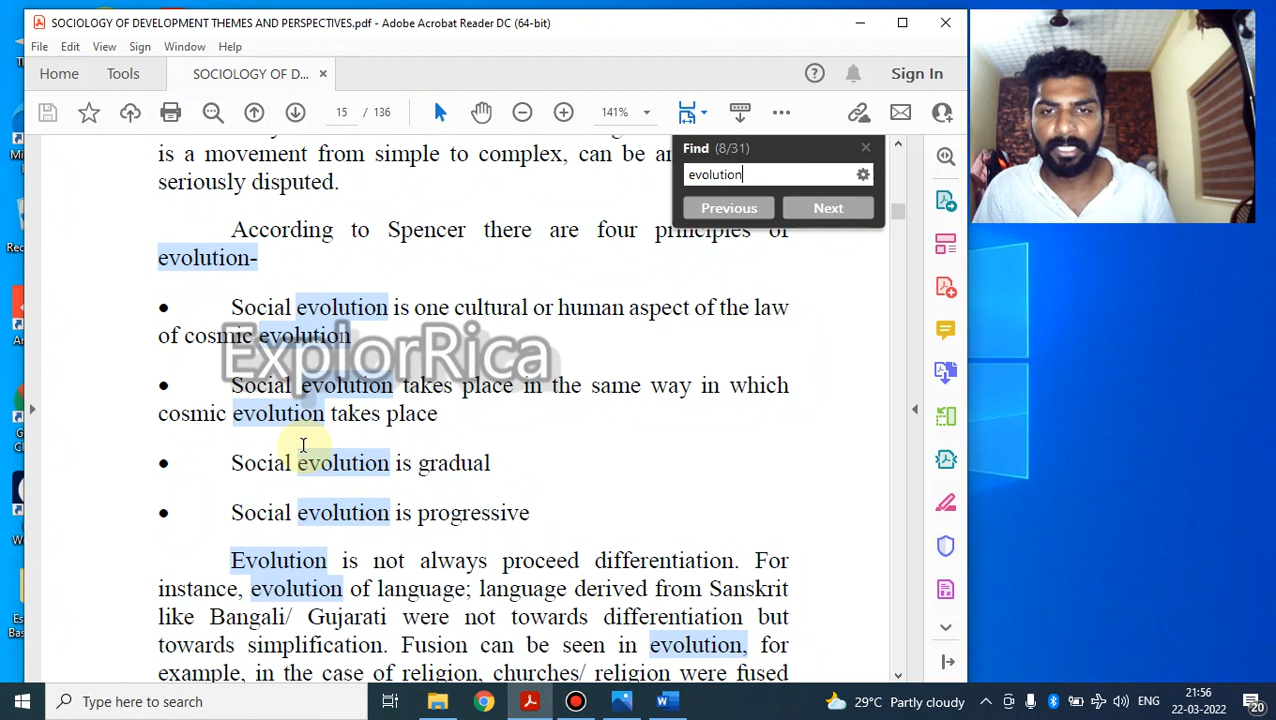 SOCIOLOGY OF DEVELOPMENT THEMES AND PERSPECTIVES.pdf - Adobe Acrobat Reader DC (64-bit)
File Edit View Sign Window Help
Home Tools SOCIOLOGY OF D... × Sign In
15 / 136 141%
Find (8/31)
evolution
Previous Next
is a movement from simple to complex, can be
seriously disputed.
According to Spencer there are four principles of
evolution-
• Social evolution is one cultural or human aspect of the law
of cosmic evolution
ExplorRica
• Social evolution takes place in the same way in which
cosmic evolution takes place
• Social evolution is gradual
• Social evolution is progressive
Evolution is not always proceed differentiation. For
instance, evolution of language; language derived from Sanskrit
like Bangali/ Gujarati were not towards differentiation but
towards simplification. Fusion can be seen in evolution, for
example, in the case of religion, churches/ religion were fused
Type here to search
29°C Partly cloudy ENG 21:56
22-03-2022 20